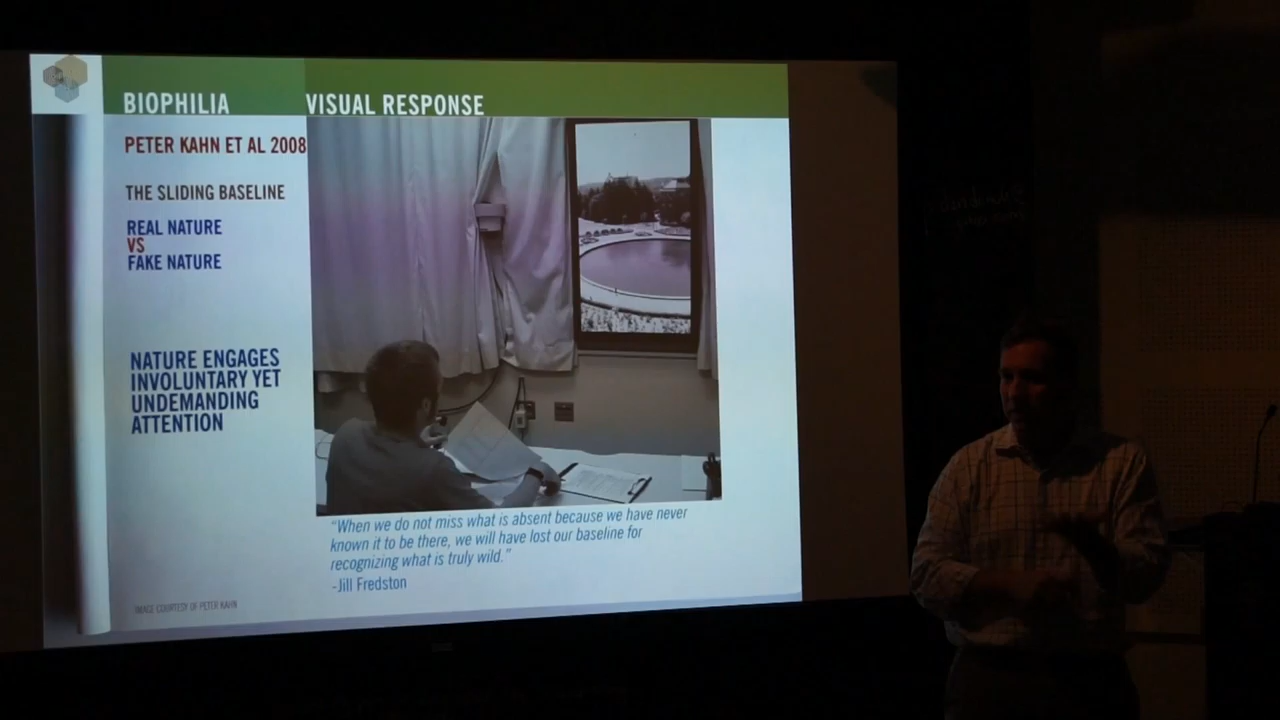 BIOPHILIA
VISUAL RESPONSE
PETER KAHN ET AL 2008
THE SLIDING BASELINE
REAL NATURE
VS
FAKE NATURE
NATURE ENGAGES
INVOLUNTARY YET
UNDEMANDING
ATTENTION
“When we do not miss what is absent because we have never
known it to be there, we will have lost our baseline for
recognizing what is truly wild.”
-Jill Fredston
IMAGE COURTESY OF PETER KAHN